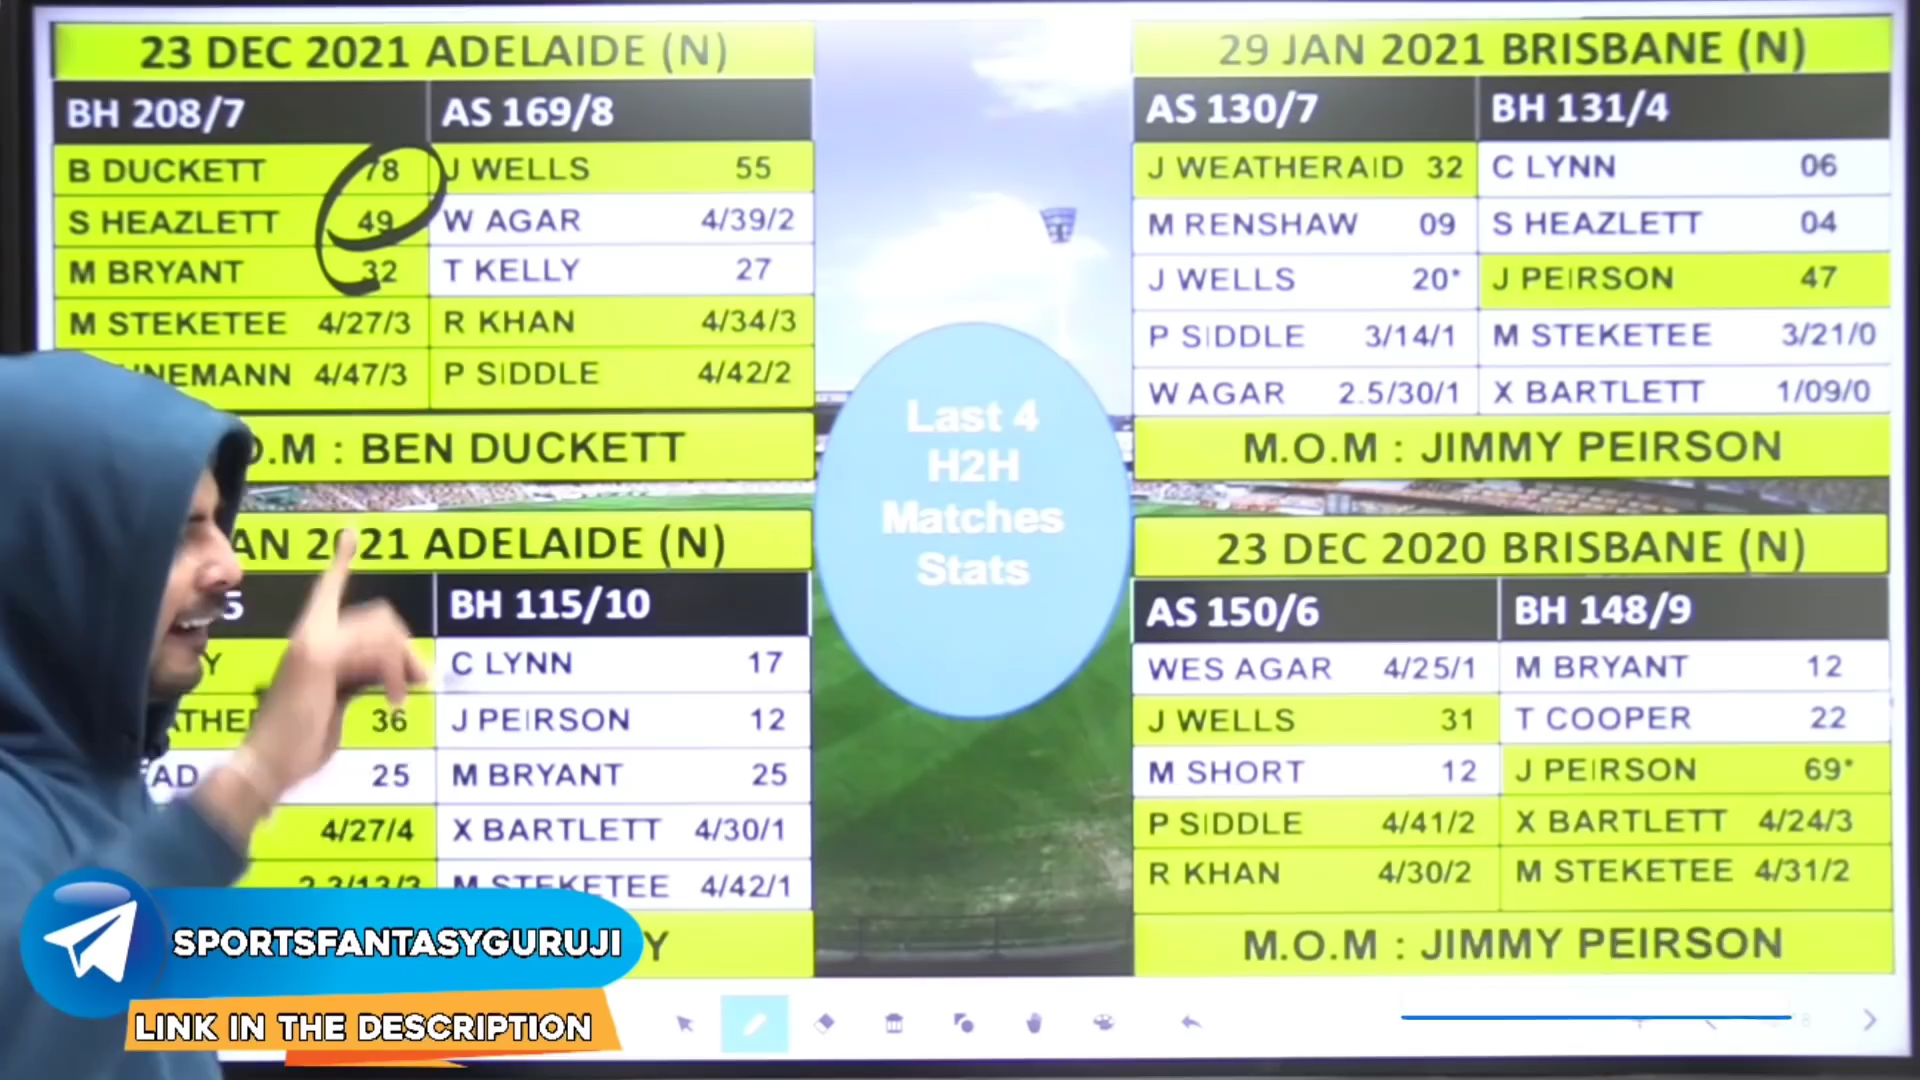 23 DEC 2021 ADELAIDE (N)
BH 208/7 AS 169/8
B DUCKETT 78 J WELLS 55
S HEAZLETT 49 W AGAR 4/39/2
M BRYANT 32 T KELLY 27
M STEKETEE 4/27/3 R KHAN 4/34/3
NEMANN 4/47/3 P SIDDLE 4/42/2
.M : BEN DUCKETT
29 JAN 2021 BRISBANE (N)
AS 130/7 BH 131/4
J WEATHERAID 32 C LYNN 06
M RENSHAW 09 S HEAZLETT 04
J WELLS 20* J PEIRSON 47
P SIDDLE 3/14/1 M STEKETEE 3/21/0
W AGAR 2.5/30/1 X BARTLETT 1/09/0
M.O.M : JIMMY PEIRSON
Last 4
H2H
Matches
Stats
AN 2021 ADELAIDE (N)
5 BH 115/10
Y C LYNN 17
ATHE 36 J PEIRSON 12
EAD 25 M BRYANT 25
4/27/4 X BARTLETT 4/30/1
2.3/13/3 M STEKETEE 4/42/1
Y
23 DEC 2020 BRISBANE (N)
AS 150/6 BH 148/9
WES AGAR 4/25/1 M BRYANT 12
J WELLS 31 T COOPER 22
M SHORT 12 J PEIRSON 69*
P SIDDLE 4/41/2 X BARTLETT 4/24/3
R KHAN 4/30/2 M STEKETEE 4/31/2
M.O.M : JIMMY PEIRSON
SPORTSFANTASYGURUJI
LINK IN THE DESCRIPTION